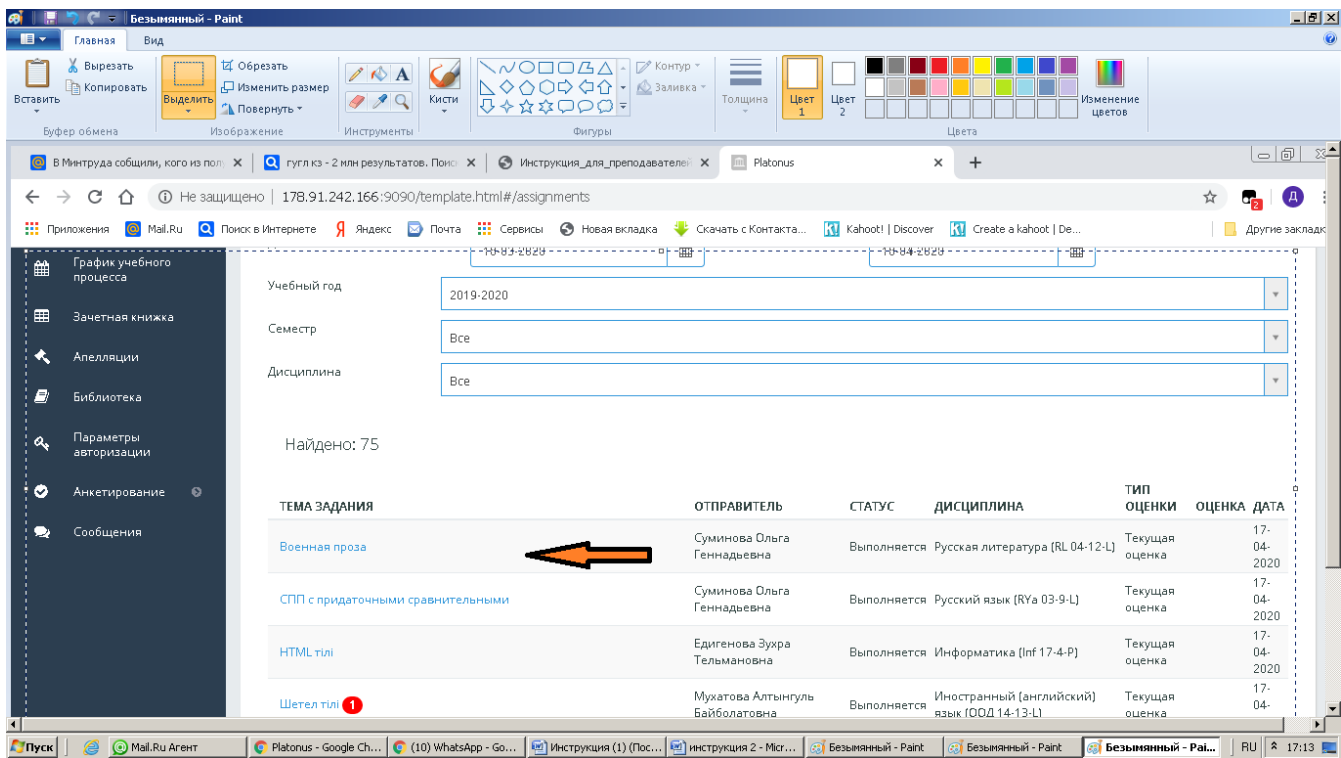 Безымянный - Paint
Главная Вид
Вставить
Вырезать
Копировать
Буфер обмена
Выделить
Обрезать
Изменить размер
Повернуть
Изображение
A
Инструменты
Кисти
Контур
Заливка
Фигуры
Толщина
Цвет 1
Цвет 2
Изменение цветов
Цвета
В Минтруда собщили, кого из пол
гугл кз - 2 млн результатов. Поис
Инструкция_для_преподавателей
Platonus
Не защищено | 178.91.242.166:9090/template.html#/assignments
2
Д
Приложения Mail.Ru Поиск в Интернете Яндекс Почта Сервисы Новая вкладка Скачать с Контакта... Kahoot! | Discover Create a kahoot | De... Другие закладк
График учебного
процесса
Зачетная книжка
Апелляции
Библиотека
Параметры
авторизации
Анкетирование
Сообщения
Учебный год 2019-2020
Семестр Все
Дисциплина Все
Найдено: 75
ТЕМА ЗАДАНИЯ ОТПРАВИТЕЛЬ СТАТУС ДИСЦИПЛИНА ТИП ОЦЕНКИ ОЦЕНКА ДАТА
Военная проза Суминова Ольга Геннадьевна Выполняется Русская литература (RL 04-12-L) Текущая оценка 17-04-2020
СПП с придаточными сравнительными Суминова Ольга Геннадьевна Выполняется Русский язык (RYa 03-9-L) Текущая оценка 17-04-2020
HTML тілі Едигенова Зухра Тельмановна Выполняется Информатика (Inf 17-4-P) Текущая оценка 17-04-2020
Шетел тілі 1 Мухатова Алтынгуль Байболатовна Выполняется Иностранный (английский) язык (ООД 14-13-L) Текущая оценка 17-04-
Пуск Mail.Ru Агент Platonus - Google Ch... (10) WhatsApp - Go... Инструкция (1) (Пос... инструкция 2 - Micr... Безымянный - Paint Безымянный - Paint Безымянный - Pai... RU 17:13